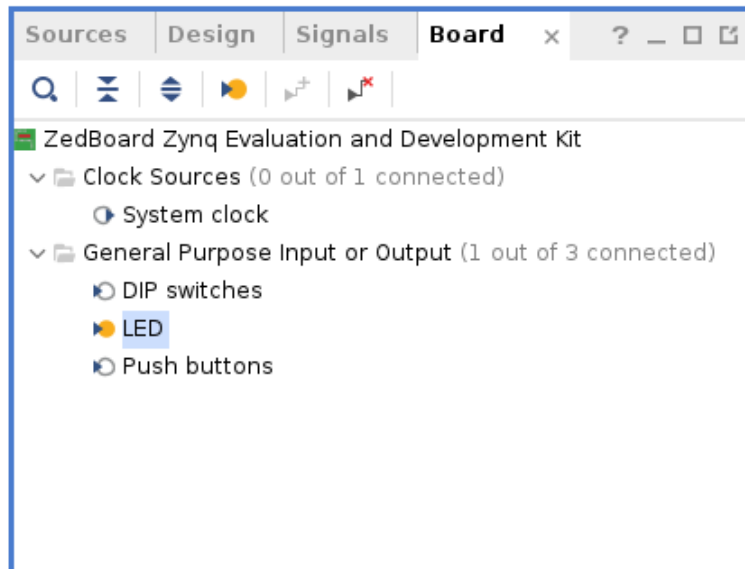 Sources Design Signals Board × ?
ZedBoard Zynq Evaluation and Development Kit
Clock Sources (0 out of 1 connected)
System clock
General Purpose Input or Output (1 out of 3 connected)
DIP switches
LED
Push buttons